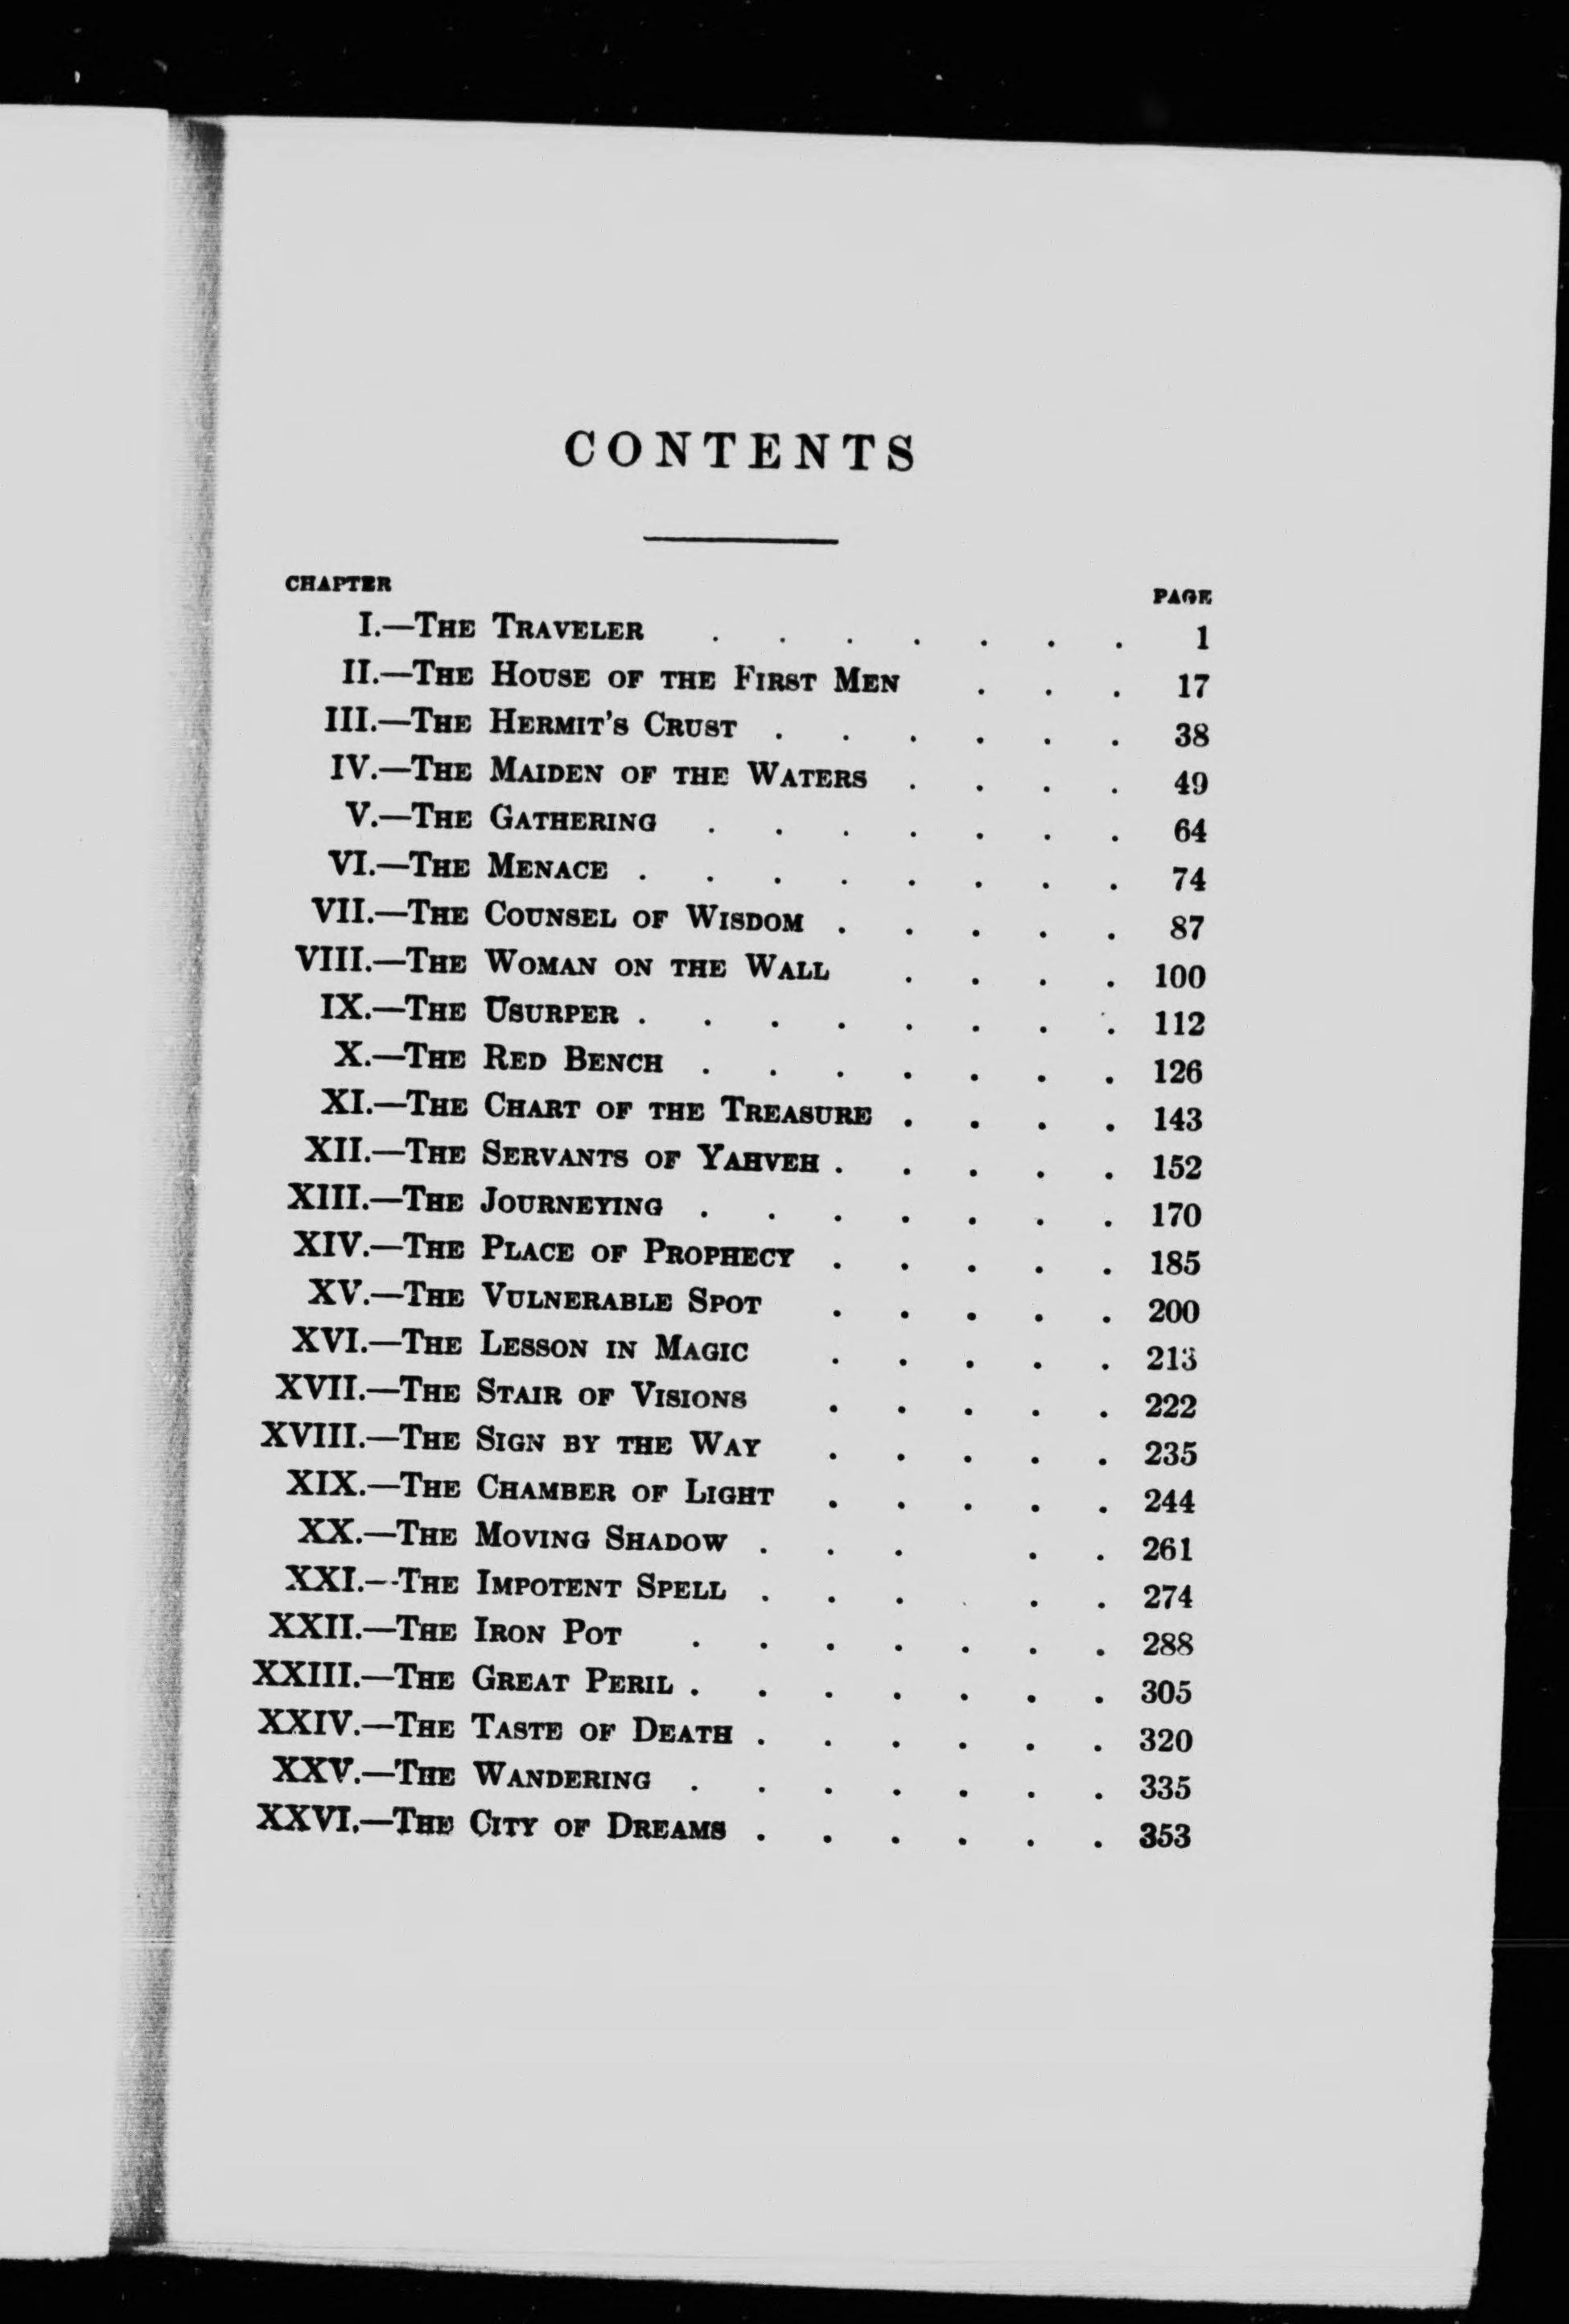 CONTENTS
CHAPTER PAGE
I.—THE TRAVELER . . . . . . . 1
II.—THE HOUSE OF THE FIRST MEN . . . 17
III.—THE HERMIT'S CRUST . . . . . . 38
IV.—THE MAIDEN OF THE WATERS . . . . 49
V.—THE GATHERING . . . . . . . 64
VI.—THE MENACE . . . . . . . . 74
VII.—THE COUNSEL OF WISDOM . . . . . 87
VIII.—THE WOMAN ON THE WALL . . . . 100
IX.—THE USURPER . . . . . . . . 112
X.—THE RED BENCH . . . . . . . 126
XI.—THE CHART OF THE TREASURE . . . . 143
XII.—THE SERVANTS OF YAHVEH . . . . . 152
XIII.—THE JOURNEYING . . . . . . . 170
XIV.—THE PLACE OF PROPHECY . . . . . 185
XV.—THE VULNERABLE SPOT . . . . . 200
XVI.—THE LESSON IN MAGIC . . . . . 213
XVII.—THE STAIR OF VISIONS . . . . . 222
XVIII.—THE SIGN BY THE WAY . . . . . 235
XIX.—THE CHAMBER OF LIGHT . . . . . 244
XX.—THE MOVING SHADOW . . . . . 261
XXI.—THE IMPOTENT SPELL . . . . . 274
XXII.—THE IRON POT . . . . . . . 288
XXIII.—THE GREAT PERIL . . . . . . . 305
XXIV.—THE TASTE OF DEATH . . . . . . 320
XXV.—THE WANDERING . . . . . . . 335
XXVI.—THE CITY OF DREAMS . . . . . . 353